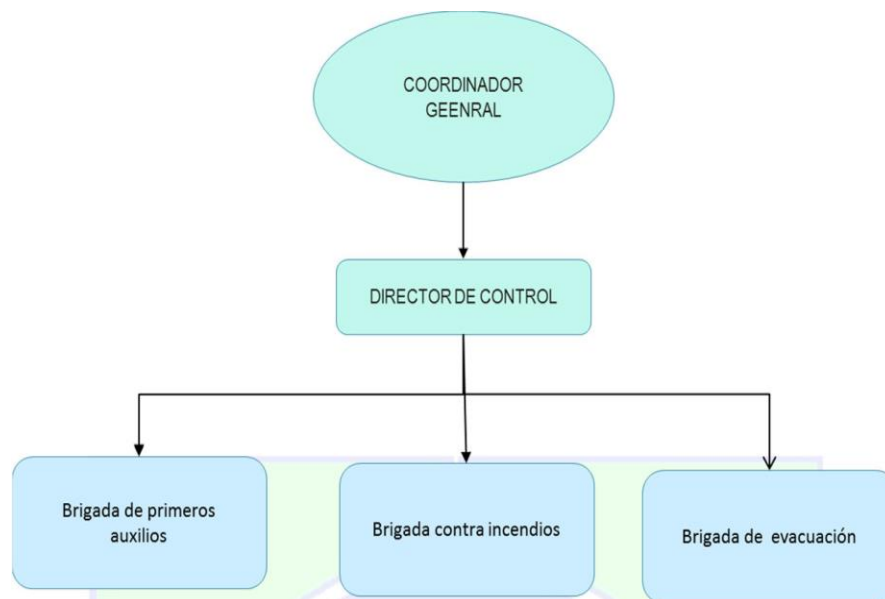 COORDINADOR
GEENRAL
DIRECTOR DE CONTROL
Brigada de primeros
auxilios
Brigada contra incendios
Brigada de evacuación